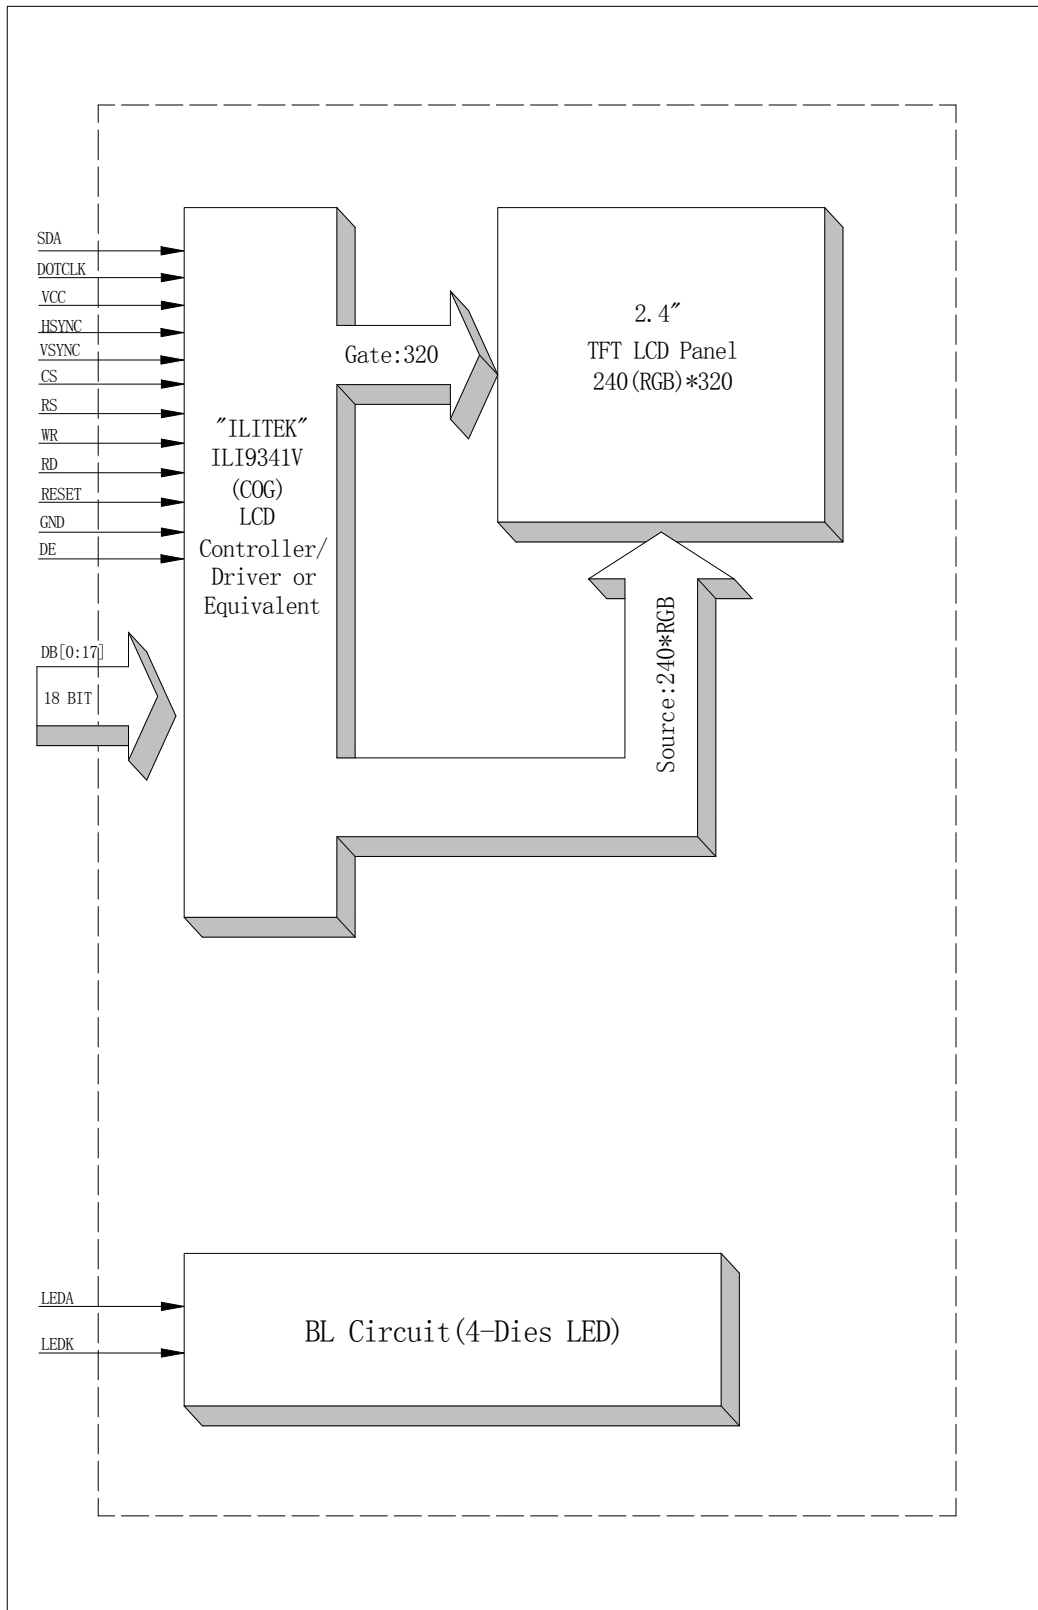 SDA
DOTCLK
VCC
HSYNC
VSYNC
CS
RS
WR
RD
RESET
GND
DE
DB[0:17]
18 BIT
"ILITEK"
ILI9341V
(COG)
LCD
Controller/
Driver or
Equivalent
Gate:320
2.4"
TFT LCD Panel
240(RGB)*320
Source:240*RGB
LEDA
LEDK
BL Circuit(4-Dies LED)